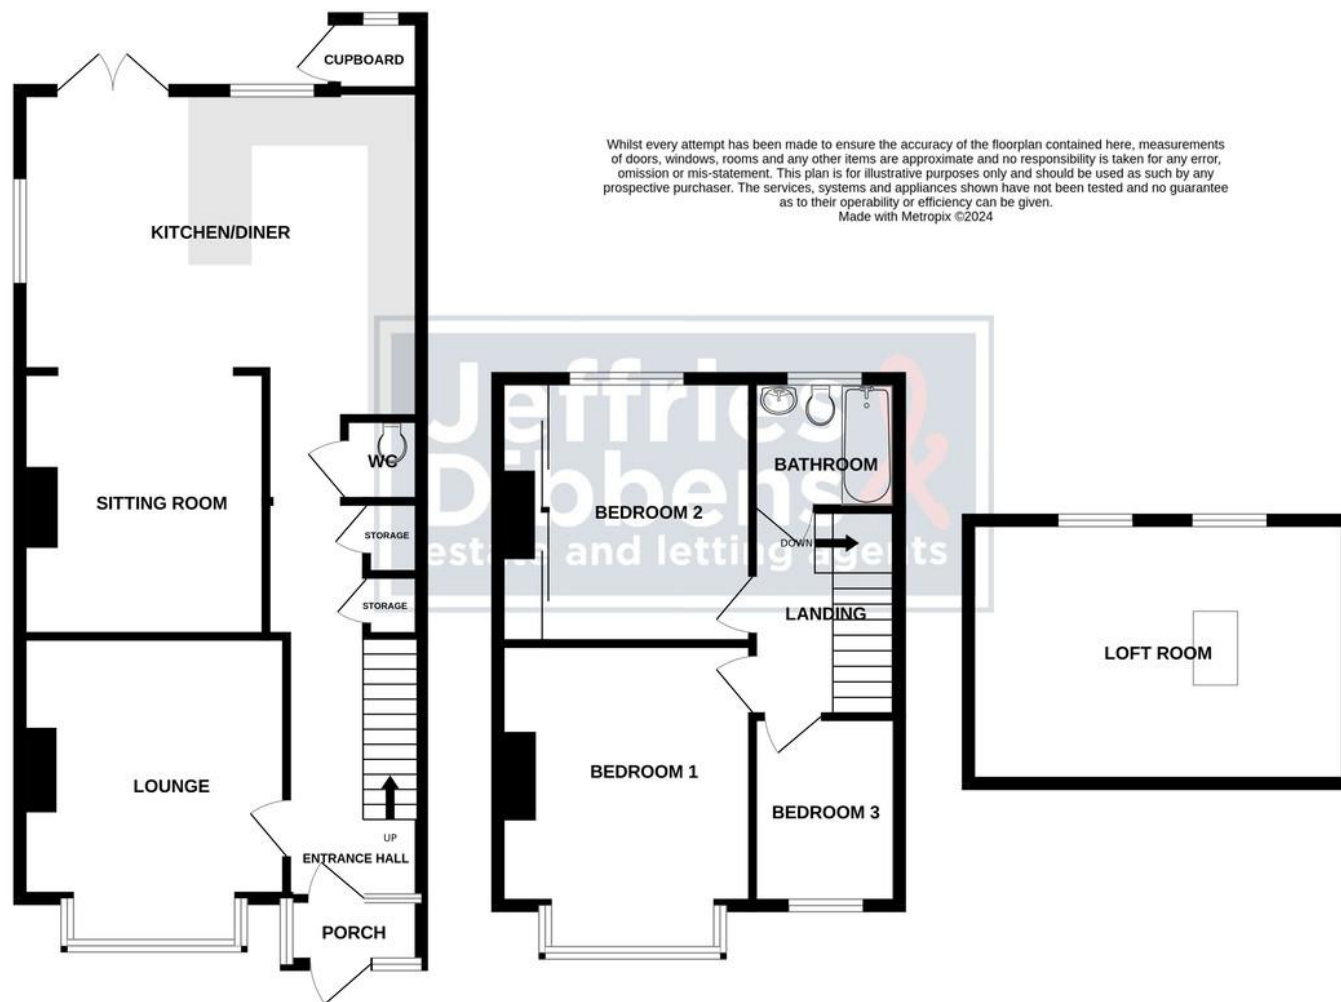 CUPBOARD
Whilst every attempt has been made to ensure the accuracy of the floorplan contained here, measurements
of doors, windows, rooms and any other items are approximate and no responsibility is taken for any error,
omission or mis-statement. This plan is for illustrative purposes only and should be used as such by any
prospective purchaser. The services, systems and appliances shown have not been tested and no guarantee
as to their operability or efficiency can be given.
Made with Metropix ©2024
KITCHEN/DINER
SITTING ROOM
WC
STORAGE
STORAGE
LOUNGE
UP
ENTRANCE HALL
PORCH
Jeffries &
Dibbens
estate and letting agents
BEDROOM 2
BATHROOM
DOWN
LANDING
BEDROOM 1
BEDROOM 3
LOFT ROOM